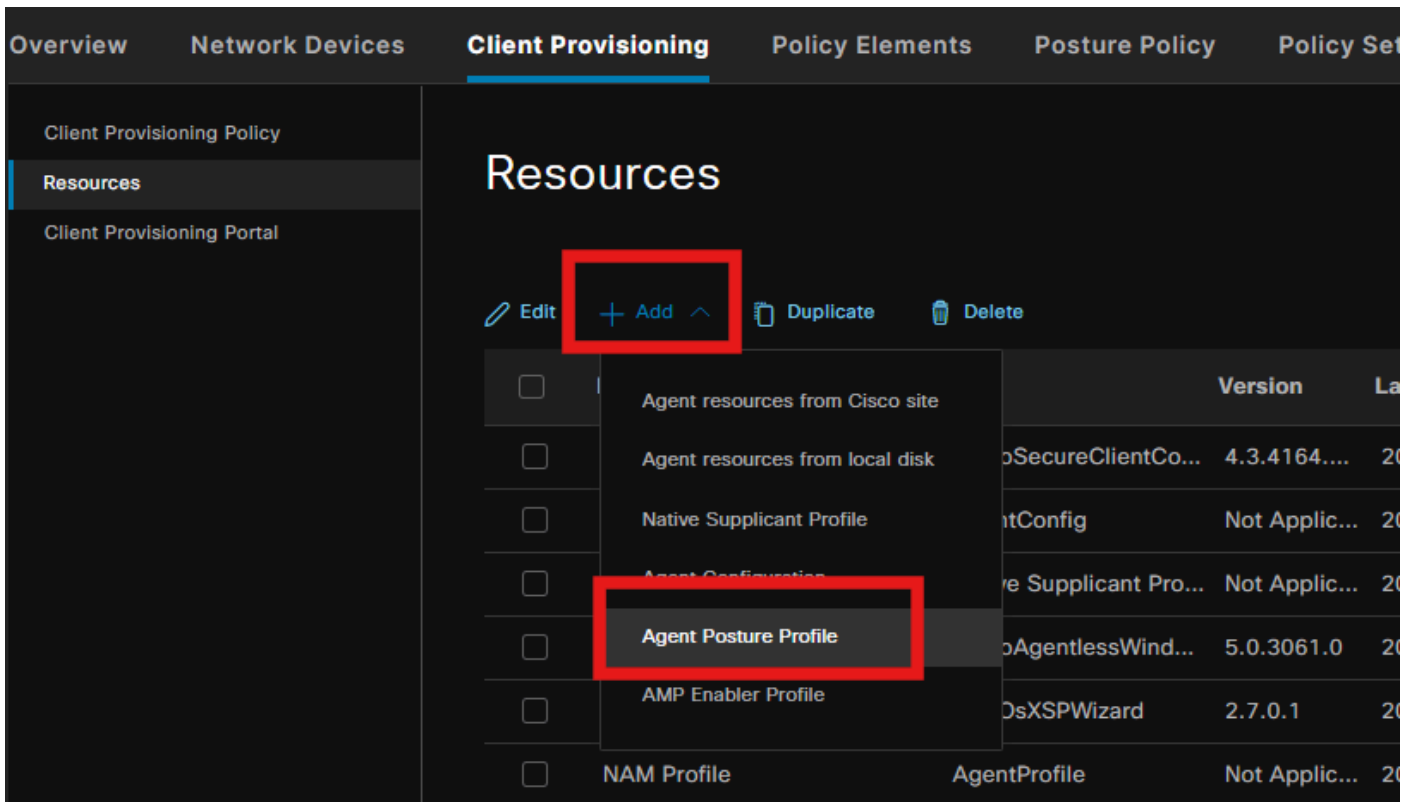 Overview Network Devices Client Provisioning Policy Elements Posture Policy Policy
Client Provisioning Policy
Resources
Client Provisioning Portal
Resources
Edit Add Duplicate Delete
Version
Agent resources from Cisco site
Agent resources from local disk
oSecureClientCo... 4.3.4164....
Native Supplicant Profile
ntConfig Not Applic...
Agent Configuration
ve Supplicant Pro... Not Applic...
Agent Posture Profile
oAgentlessWind... 5.0.3061.0
AMP Enabler Profile
OsXSPWizard 2.7.0.1
NAM Profile AgentProfile Not Applic...